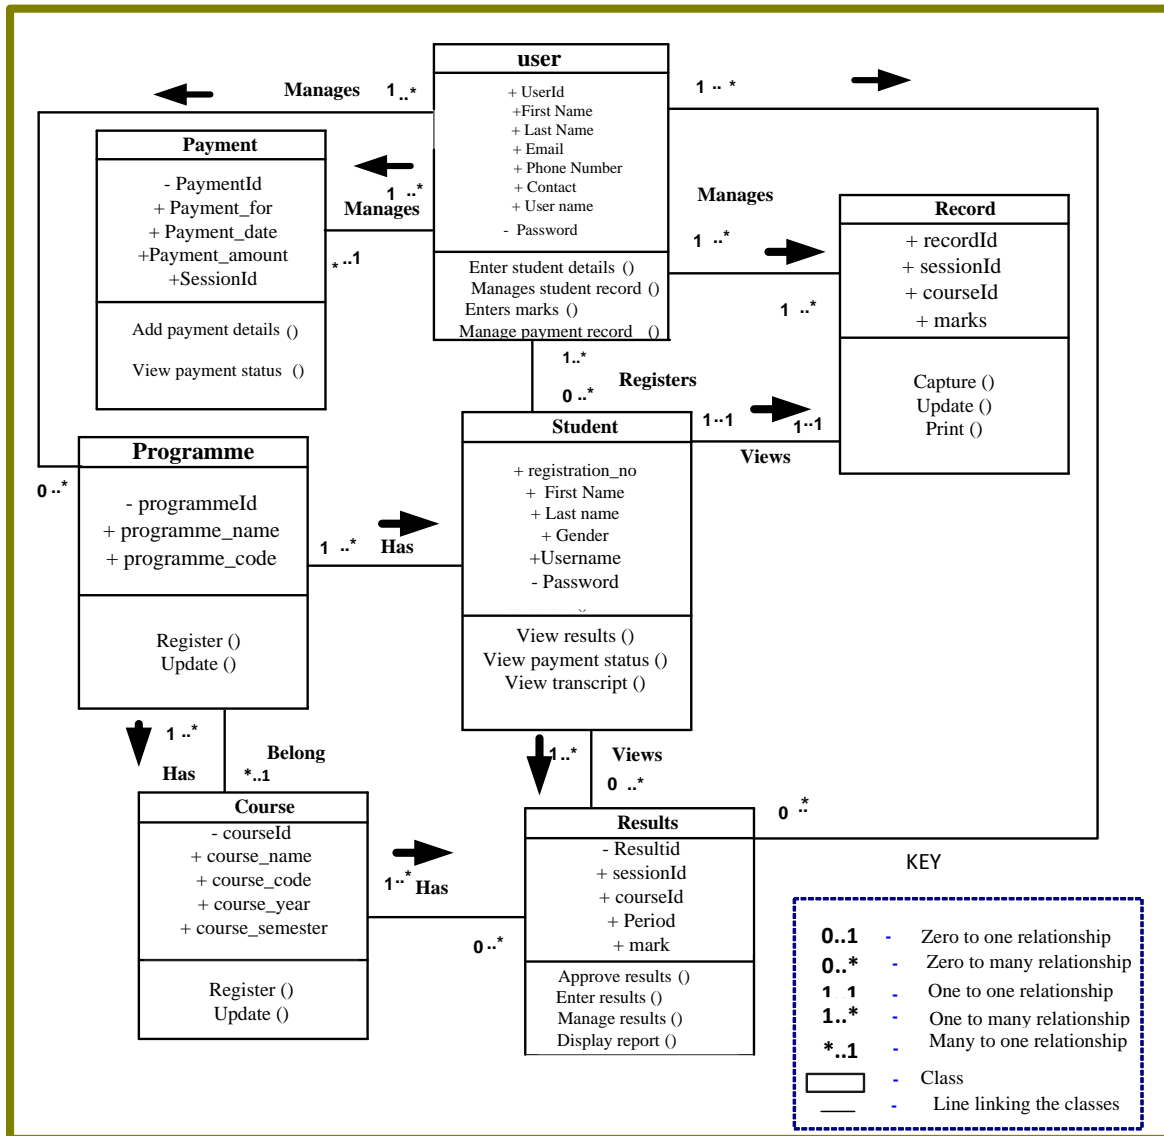 user
+ UserId
+First Name
+ Last Name
+ Email
+ Phone Number
+ Contact
+ User name
- Password
Enter student details ()
Manages student record ()
Enters marks ()
Manage payment record ()
Manages
1..*
1..*
Payment
- PaymentId
+ Payment_for
+ Payment_date
+Payment_amount
+SessionId
Add payment details ()
View payment status ()
1..*
Manages
*..1
Manages
1..*
1..*
Record
+ recordId
+ sessionId
+ courseId
+ marks
Capture ()
Update ()
Print ()
1..*
0..*
Registers
1..1
1..1
Views
Student
+ registration_no
+ First Name
+ Last name
+ Gender
+Username
- Password
View results ()
View payment status ()
View transcript ()
Programme
- programmeId
+ programme_name
+ programme_code
Register ()
Update ()
0..*
1..*
Has
1..*
Has
Belong
*..1
1..*
Views
0..*
Course
- courseId
+ course_name
+ course_code
+ course_year
+ course_semester
Register ()
Update ()
1..*
Has
0..*
Results
- Resultid
+ sessionId
+ courseId
+ Period
+ mark
Approve results ()
Enter results ()
Manage results ()
Display report ()
0..*
KEY
0..1 - Zero to one relationship
0..* - Zero to many relationship
1..1 - One to one relationship
1..* - One to many relationship
*..1 - Many to one relationship
- Class
- Line linking the classes